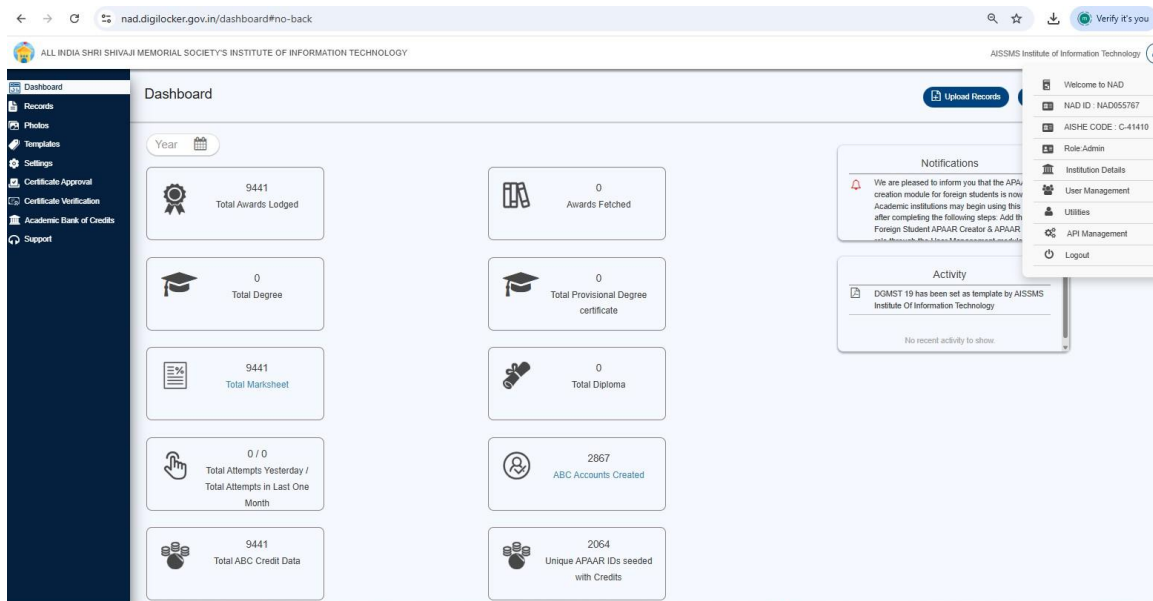 nad.digilocker.gov.in/dashboard#no-back
Verify it's you
ALL INDIA SHRI SHIVAJI MEMORIAL SOCIETY'S INSTITUTE OF INFORMATION TECHNOLOGY
AISSMS Institute of Information Technology
Dashboard
Records
Photos
Templates
Settings
Certificate Approval
Certificate Verification
Academic Bank of Credits
Support
Dashboard
Upload Records
Year
9441
Total Awards Lodged
0
Awards Fetched
0
Total Degree
0
Total Provisional Degree
certificate
9441
Total Marksheet
0
Total Diploma
0 / 0
Total Attempts Yesterday /
Total Attempts in Last One
Month
2867
ABC Accounts Created
9441
Total ABC Credit Data
2064
Unique APAAR IDs seeded
with Credits
Notifications
We are pleased to inform you that the
creation module for foreign students is now
Academic institutions may begin using this
after completing the following steps: Add
Foreign Student APAAR Creator & APAAR
Activity
DGMST 19 has been set as template by AISSMS
Institute Of Information Technology
No recent activity to show.
Welcome to NAD
NAD ID : NAD055767
AISHE CODE : C-41410
Role:Admin
Institution Details
User Management
Utilities
API Management
Logout